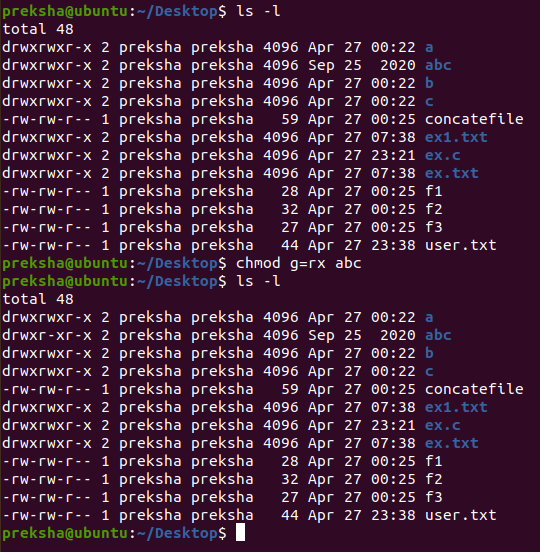 preksha@ubuntu:~/Desktop$ ls -l
total 48
drwxrwxr-x 2 preksha preksha 4096 Apr 27 00:22 a
drwxrwxr-x 2 preksha preksha 4096 Sep 25  2020 abc
drwxrwxr-x 2 preksha preksha 4096 Apr 27 00:22 b
drwxrwxr-x 2 preksha preksha 4096 Apr 27 00:22 c
-rw-rw-r-- 1 preksha preksha   59 Apr 27 00:25 concatefile
drwxrwxr-x 2 preksha preksha 4096 Apr 27 07:38 ex1.txt
drwxrwxr-x 2 preksha preksha 4096 Apr 27 23:21 ex.c
drwxrwxr-x 2 preksha preksha 4096 Apr 27 07:38 ex.txt
-rw-rw-r-- 1 preksha preksha   28 Apr 27 00:25 f1
-rw-rw-r-- 1 preksha preksha   32 Apr 27 00:25 f2
-rw-rw-r-- 1 preksha preksha   27 Apr 27 00:25 f3
-rw-rw-r-- 1 preksha preksha   44 Apr 27 23:38 user.txt
preksha@ubuntu:~/Desktop$ chmod g=rx abc
preksha@ubuntu:~/Desktop$ ls -l
total 48
drwxrwxr-x 2 preksha preksha 4096 Apr 27 00:22 a
drwxr-xr-x 2 preksha preksha 4096 Sep 25  2020 abc
drwxrwxr-x 2 preksha preksha 4096 Apr 27 00:22 b
drwxrwxr-x 2 preksha preksha 4096 Apr 27 00:22 c
-rw-rw-r-- 1 preksha preksha   59 Apr 27 00:25 concatefile
drwxrwxr-x 2 preksha preksha 4096 Apr 27 07:38 ex1.txt
drwxrwxr-x 2 preksha preksha 4096 Apr 27 23:21 ex.c
drwxrwxr-x 2 preksha preksha 4096 Apr 27 07:38 ex.txt
-rw-rw-r-- 1 preksha preksha   28 Apr 27 00:25 f1
-rw-rw-r-- 1 preksha preksha   32 Apr 27 00:25 f2
-rw-rw-r-- 1 preksha preksha   27 Apr 27 00:25 f3
-rw-rw-r-- 1 preksha preksha   44 Apr 27 23:38 user.txt
preksha@ubuntu:~/Desktop$